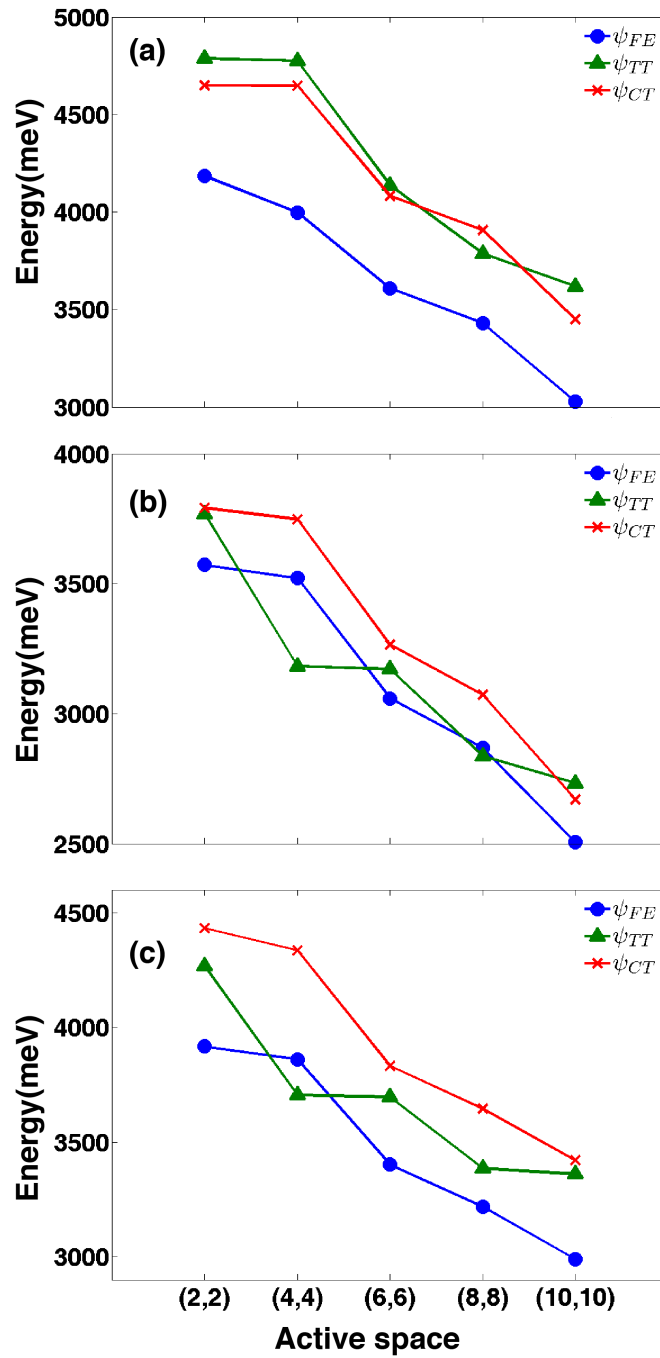 5000
(a)
ψFE
ψTT
ψCT
4500
4000
3500
3000
Energy(meV)
4000
(b)
ψFE
ψTT
ψCT
3500
3000
2500
Energy(meV)
4500
(c)
ψFE
ψTT
ψCT
4000
3500
3000
Energy(meV)
(2,2) (4,4) (6,6) (8,8) (10,10)
Active space